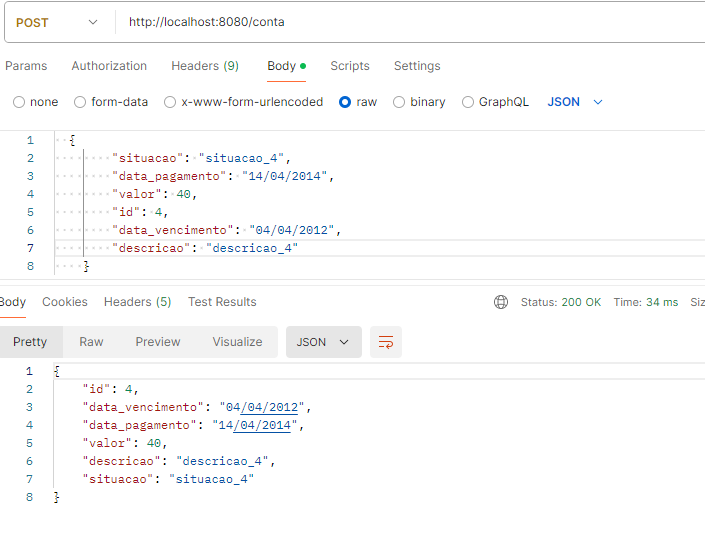 POST http://localhost:8080/conta
Params Authorization Headers (9) Body Scripts Settings
none form-data x-www-form-urlencoded raw binary GraphQL JSON
1 {
2 "situacao": "situacao_4",
3 "data_pagamento": "14/04/2014",
4 "valor": 40,
5 "id": 4,
6 "data_vencimento": "04/04/2012",
7 "descricao": "descricao_4"
8 }
Body Cookies Headers (5) Test Results Status: 200 OK Time: 34 ms Siz
Pretty Raw Preview Visualize JSON
1 {
2 "id": 4,
3 "data_vencimento": "04/04/2012",
4 "data_pagamento": "14/04/2014",
5 "valor": 40,
6 "descricao": "descricao_4",
7 "situacao": "situacao_4"
8 }